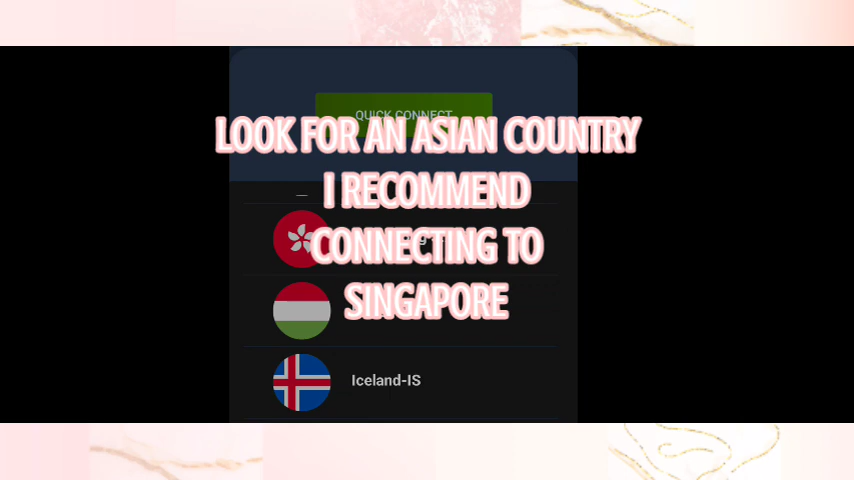 QUICK CONNECT
LOOK FOR AN ASIAN COUNTRY
I RECOMMEND
CONNECTING TO
SINGAPORE
Iceland-IS